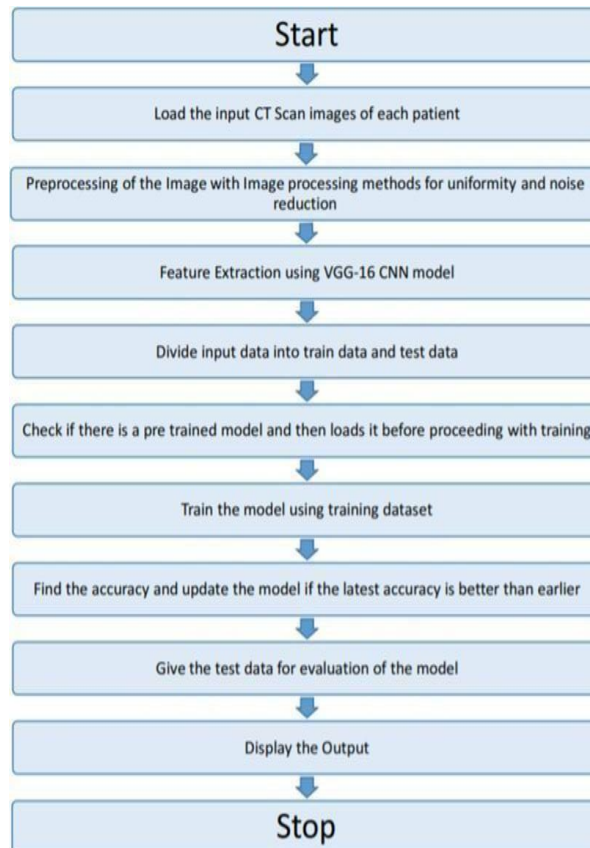 Start
Load the input CT Scan images of each patient
Preprocessing of the Image with Image processing methods for uniformity and noise
reduction
Feature Extraction using VGG-16 CNN model
Divide input data into train data and test data
Check if there is a pre trained model and then loads it before proceeding with training
Train the model using training dataset
Find the accuracy and update the model if the latest accuracy is better than earlier
Give the test data for evaluation of the model
Display the Output
Stop